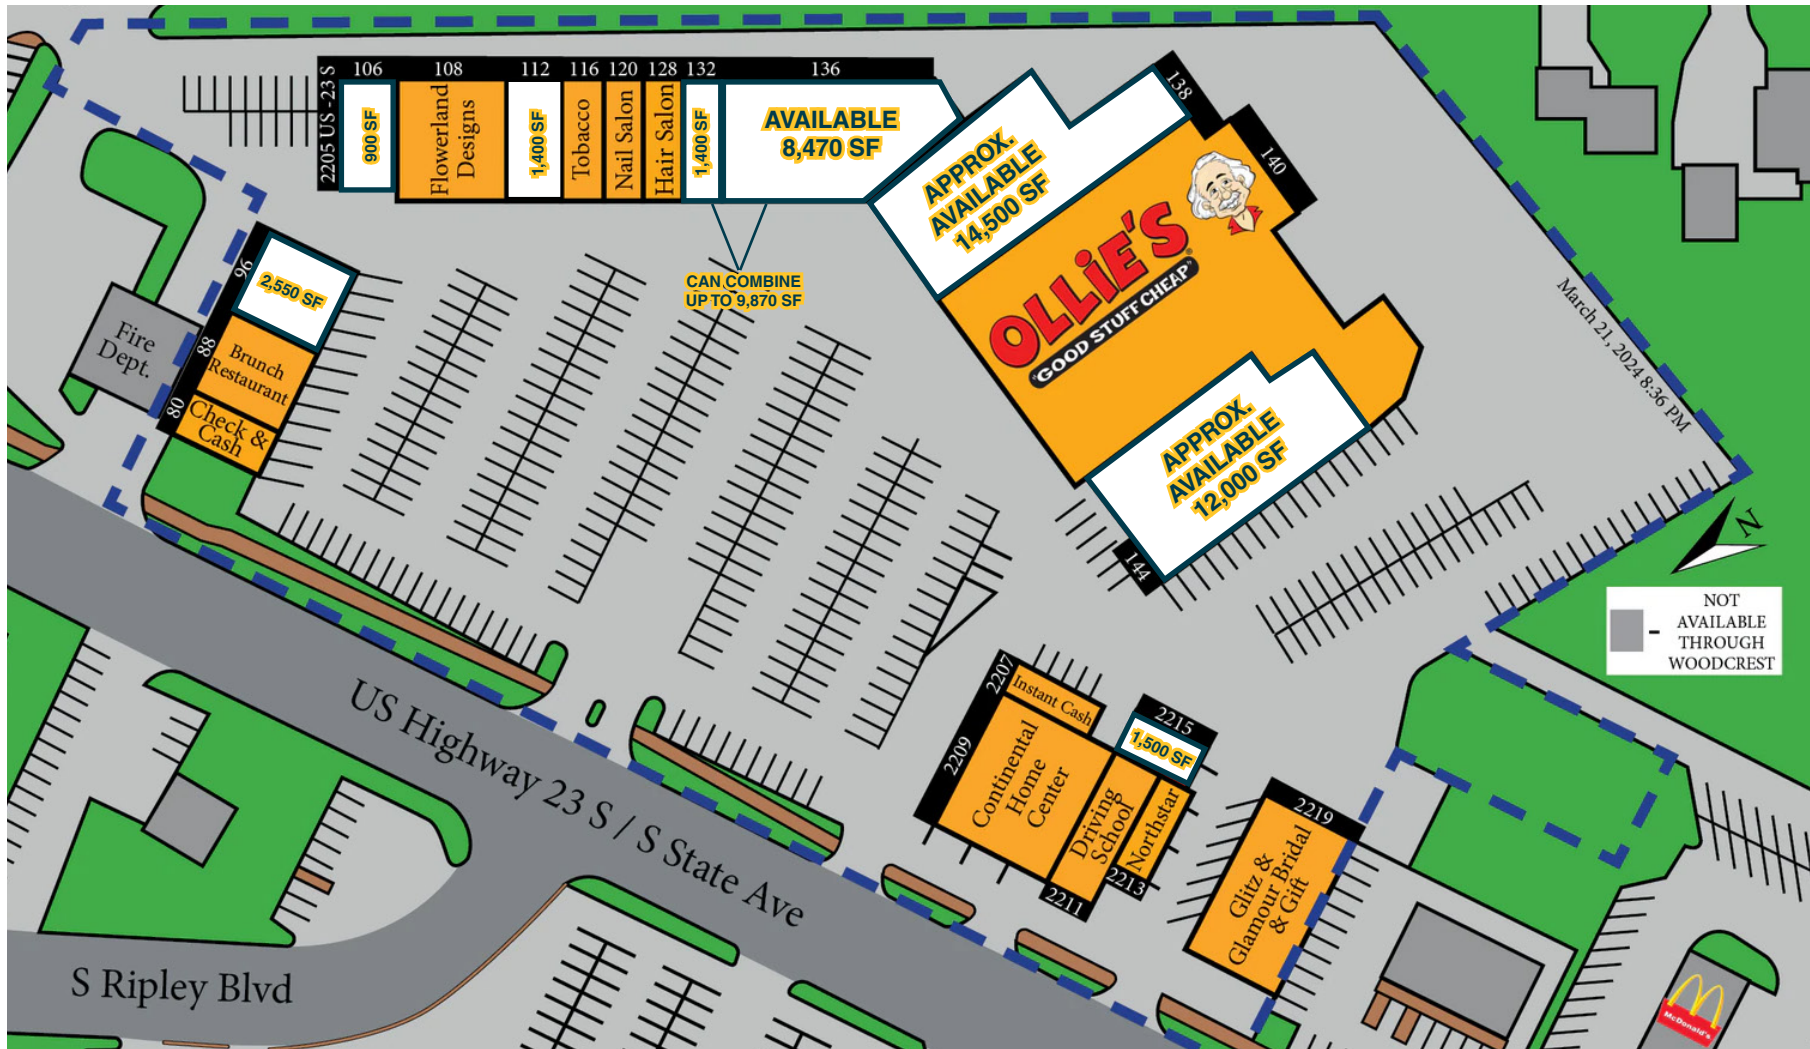 106
108
112
116
120
128
132
136
2205 US -23 S
900 SF
Flowerland
Designs
1,400 SF
Tobacco
Nail Salon
Hair Salon
1,400 SF
AVAILABLE
8,470 SF
CAN COMBINE
UP TO 9,870 SF
138
140
APPROX.
AVAILABLE
14,500 SF
OLLiE'S
"GOOD STUFF CHEAP"
APPROX.
AVAILABLE
12,000 SF
144
March 21, 2024 8:36 PM
N
NOT
AVAILABLE
THROUGH
WOODCREST
96
2,550 SF
88
Brunch
Restaurant
80
Check &
Cash
Fire
Dept.
US Highway 23 S / S State Ave
S Ripley Blvd
2207
Instant Cash
2209
Continental
Home
Center
2215
1,500 SF
Driving
School
2211
Northstar
2213
2219
Glitz &
Glamour Bridal
& Gift
McDonald's